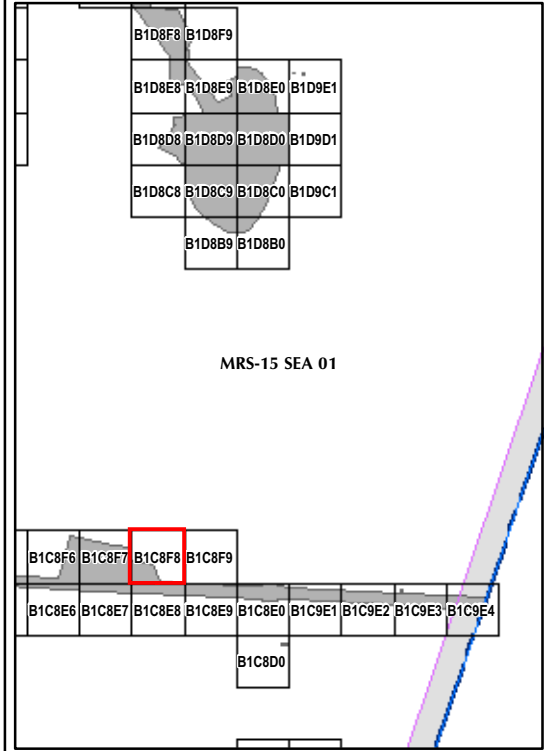 B1D8F8 B1D8F9
B1D8E8 B1D8E9 B1D8E0 B1D9E1
B1D8D8 B1D8D9 B1D8D0 B1D9D1
B1D8C8 B1D8C9 B1D8C0 B1D9C1
B1D8B9 B1D8B0
MRS-15 SEA 01
B1C8F6 B1C8F7 B1C8F8 B1C8F9
B1C8E6 B1C8E7 B1C8E8 B1C8E9 B1C8E0 B1C9E1 B1C9E2 B1C9E3 B1C9E4
B1C8D0